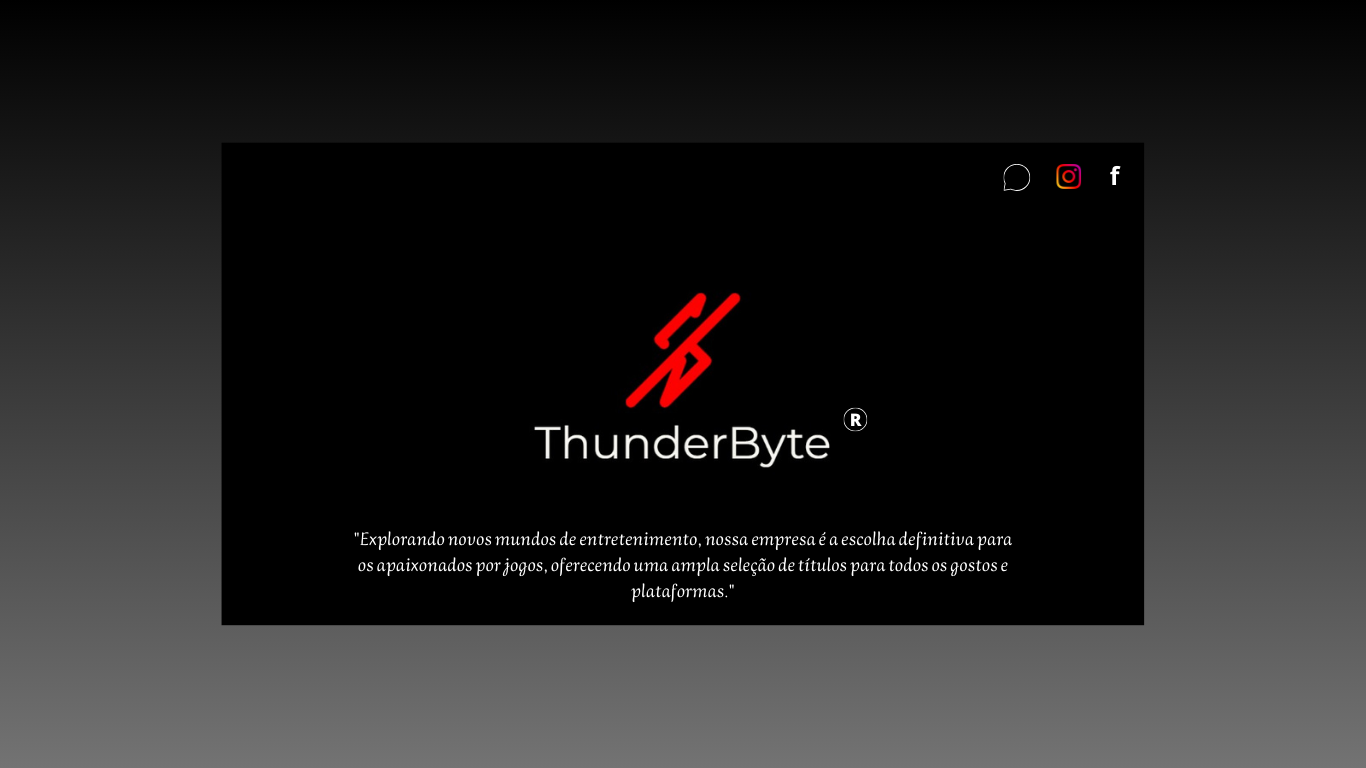 f
ThunderByte ®
"Explorando novos mundos de entretenimento, nossa empresa é a escolha definitiva para
os apaixonados por jogos, oferecendo uma ampla seleção de títulos para todos os gostos e
plataformas."